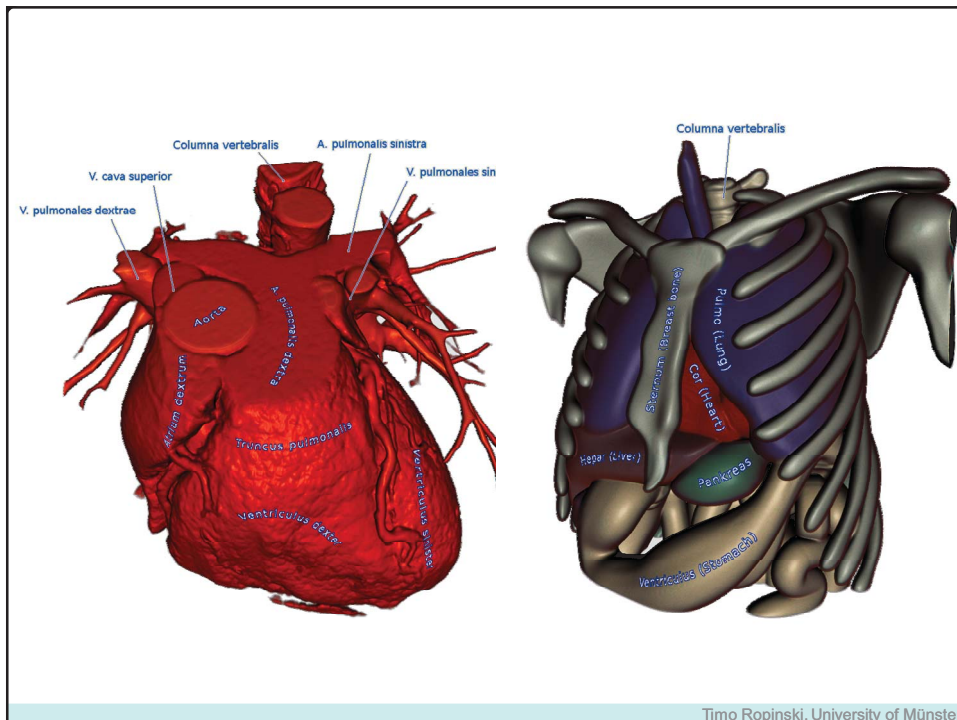 Columna vertebralis
A. pulmonalis sinistra
V. cava superior
V. pulmonales sin
V. pulmonales dextrae
Aorta
A. pulmonalis dextra
Atrium dextrum
Truncus pulmonalis
Ventriculus dexter
Ventriculus sinister
Columna vertebralis
Sternum (Breast bone)
Pulmo (Lung)
Cor (Heart)
Hepar (Liver)
Pankreas
Ventriculus (Stumach)
Timo Ropinski, University of Münste